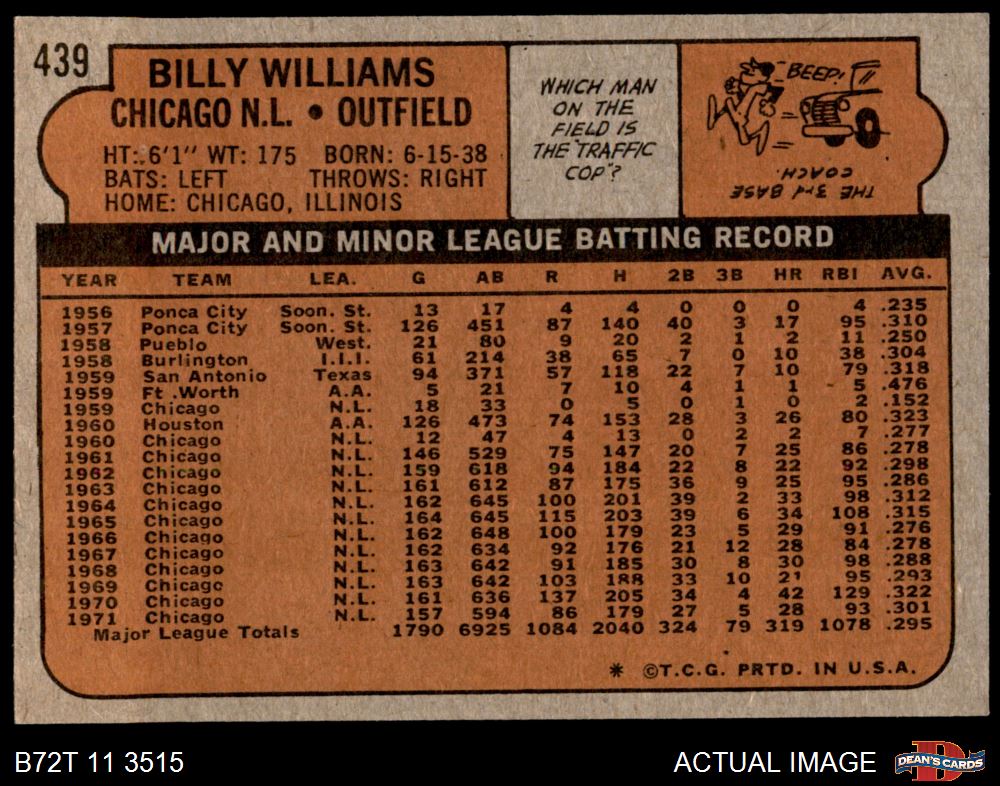 439
BILLY WILLIAMS
CHICAGO N.L. • OUTFIELD
HT: 6'1" WT: 175 BORN: 6-15-38
BATS: LEFT THROWS: RIGHT
HOME: CHICAGO, ILLINOIS
WHICH MAN
ON THE
FIELD IS
THE "TRAFFIC
COP"?
BEEP!
THE 3rd BASE
COACH.
MAJOR AND MINOR LEAGUE BATTING RECORD
YEAR TEAM LEA. G AB R H 2B 3B HR RBI AVG.
1956 Ponca City Soon. St. 13 17 4 4 0 0 0 4 .235
1957 Ponca City Soon. St. 126 451 87 140 40 3 17 95 .310
1958 Pueblo West. 21 80 9 20 2 1 2 11 .250
1958 Burlington I.I.I. 61 214 38 65 7 0 10 38 .304
1959 San Antonio Texas 94 371 57 118 22 7 10 79 .318
1959 Ft .Worth A.A. 5 21 7 10 4 1 1 5 .476
1959 Chicago N.L. 18 33 0 5 0 1 0 2 .152
1960 Houston A.A. 126 473 74 153 28 3 26 80 .323
1960 Chicago N.L. 12 47 4 13 0 2 2 7 .277
1961 Chicago N.L. 146 529 75 147 20 7 25 86 .278
1962 Chicago N.L. 159 618 94 184 22 8 22 92 .298
1963 Chicago N.L. 161 612 87 175 36 9 25 95 .286
1964 Chicago N.L. 162 645 100 201 39 2 33 98 .312
1965 Chicago N.L. 164 645 115 203 39 6 34 108 .315
1966 Chicago N.L. 162 648 100 179 23 5 29 91 .276
1967 Chicago N.L. 162 634 92 176 21 12 28 84 .278
1968 Chicago N.L. 163 642 91 185 30 8 30 98 .288
1969 Chicago N.L. 163 642 103 188 33 10 21 95 .293
1970 Chicago N.L. 161 636 137 205 34 4 42 129 .322
1971 Chicago N.L. 157 594 86 179 27 5 28 93 .301
Major League Totals 1790 6925 1084 2040 324 79 319 1078 .295
* ©T.C.G. PRTD. IN U.S.A.
B72T 11 3515 ACTUAL IMAGE
D
DEAN'S CARDS